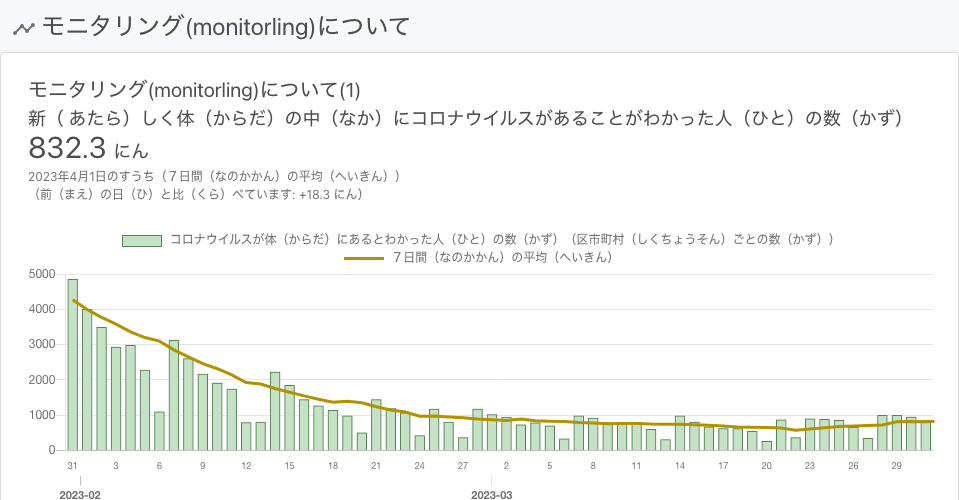 モニタリング(monitorling)について
モニタリング(monitorling)について(1)
新（ あたら）しく体（からだ）の中（なか）にコロナウイルスがあることがわかった人（ひと）の数（かず）
832.3 にん
2023年4月1日のすうち（７日間（なのかかん）の平均（へいきん））
（前（まえ）の日（ひ）と比（くら）べています: +18.3 にん）
コロナウイルスが体（からだ）にあるとわかった人（ひと）の数（かず）（区市町村（しくちょうそん）ごとの数（かず））
７日間（なのかかん）の平均（へいきん）
5000
4000
3000
2000
1000
0
31 3 6 9 12 15 18 21 24 27 2 5 8 11 14 17 20 23 26 29
2023-02 2023-03